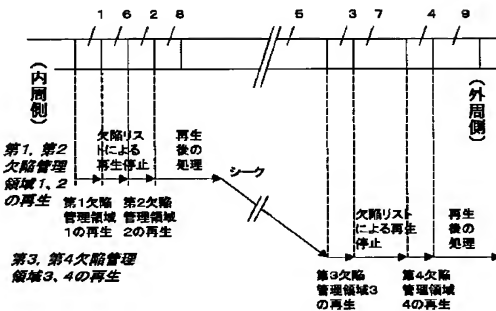 1 6 2 8 5 3 7 4 9
(内周側)
(外周側)
第1, 第2
欠陥管理
領域1, 2
の再生
欠陥リス
トによる
再生停止
再生
後の
処理
シーク
第1欠陥
管理領域
1の再生
第2欠陥
管理領域
2の再生
第3, 第4欠陥管理
領域3、4の再生
欠陥リスト
による再生
停止
再生
後の
処理
第3欠陥
管理領域3
の再生
第4欠陥
管理領域
4の再生